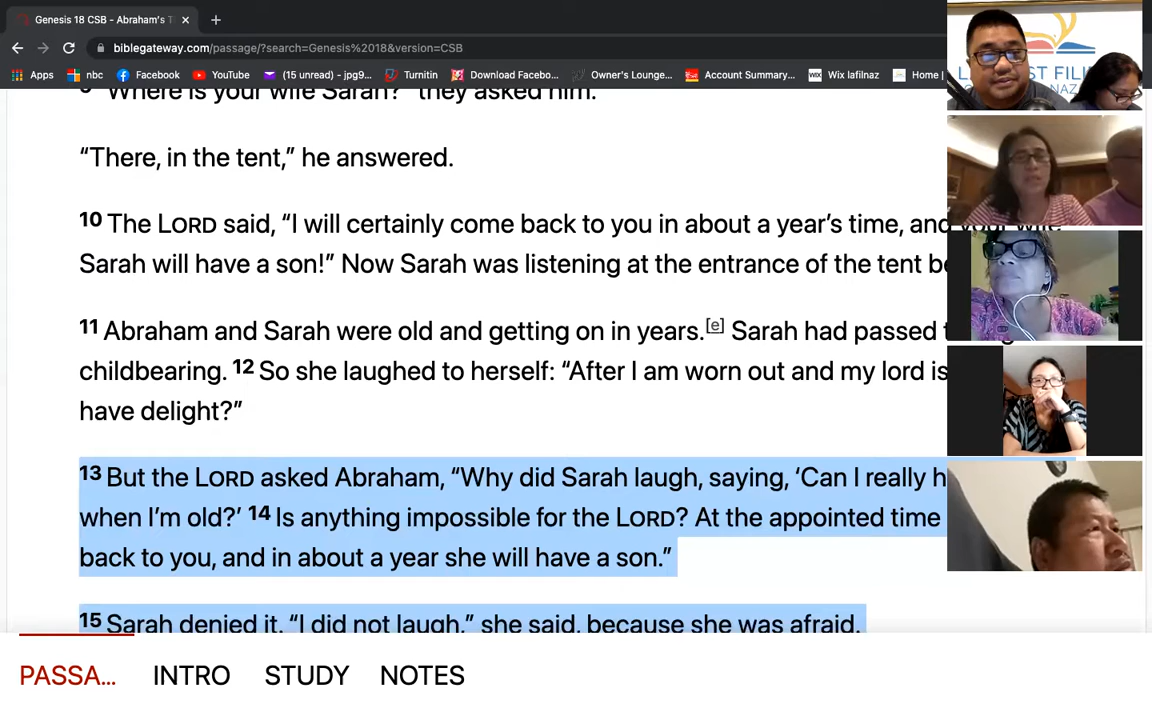 Genesis 18 CSB - Abraham's T
biblegateway.com/passage/?search=Genesis%2018&version=CSB
Apps nbc Facebook YouTube (15 unread) - jpg9... Turnitin Download Facebo... Owner's Lounge... Account Summary... WIX Wix lafilnaz Home
"Where is your wife Sarah?" they asked him.
“There, in the tent,” he answered.
10 The LORD said, “I will certainly come back to you in about a year’s time, and your wife
Sarah will have a son!” Now Sarah was listening at the entrance of the tent
11 Abraham and Sarah were old and getting on in years.[e] Sarah had passed
childbearing. 12 So she laughed to herself: “After I am worn out and my lord is
have delight?”
13 But the LORD asked Abraham, “Why did Sarah laugh, saying, ‘Can I really
when I’m old?’ 14 Is anything impossible for the LORD? At the appointed time
back to you, and in about a year she will have a son.”
15 Sarah denied it. “I did not laugh,” she said, because she was afraid.
PASSA... INTRO STUDY NOTES